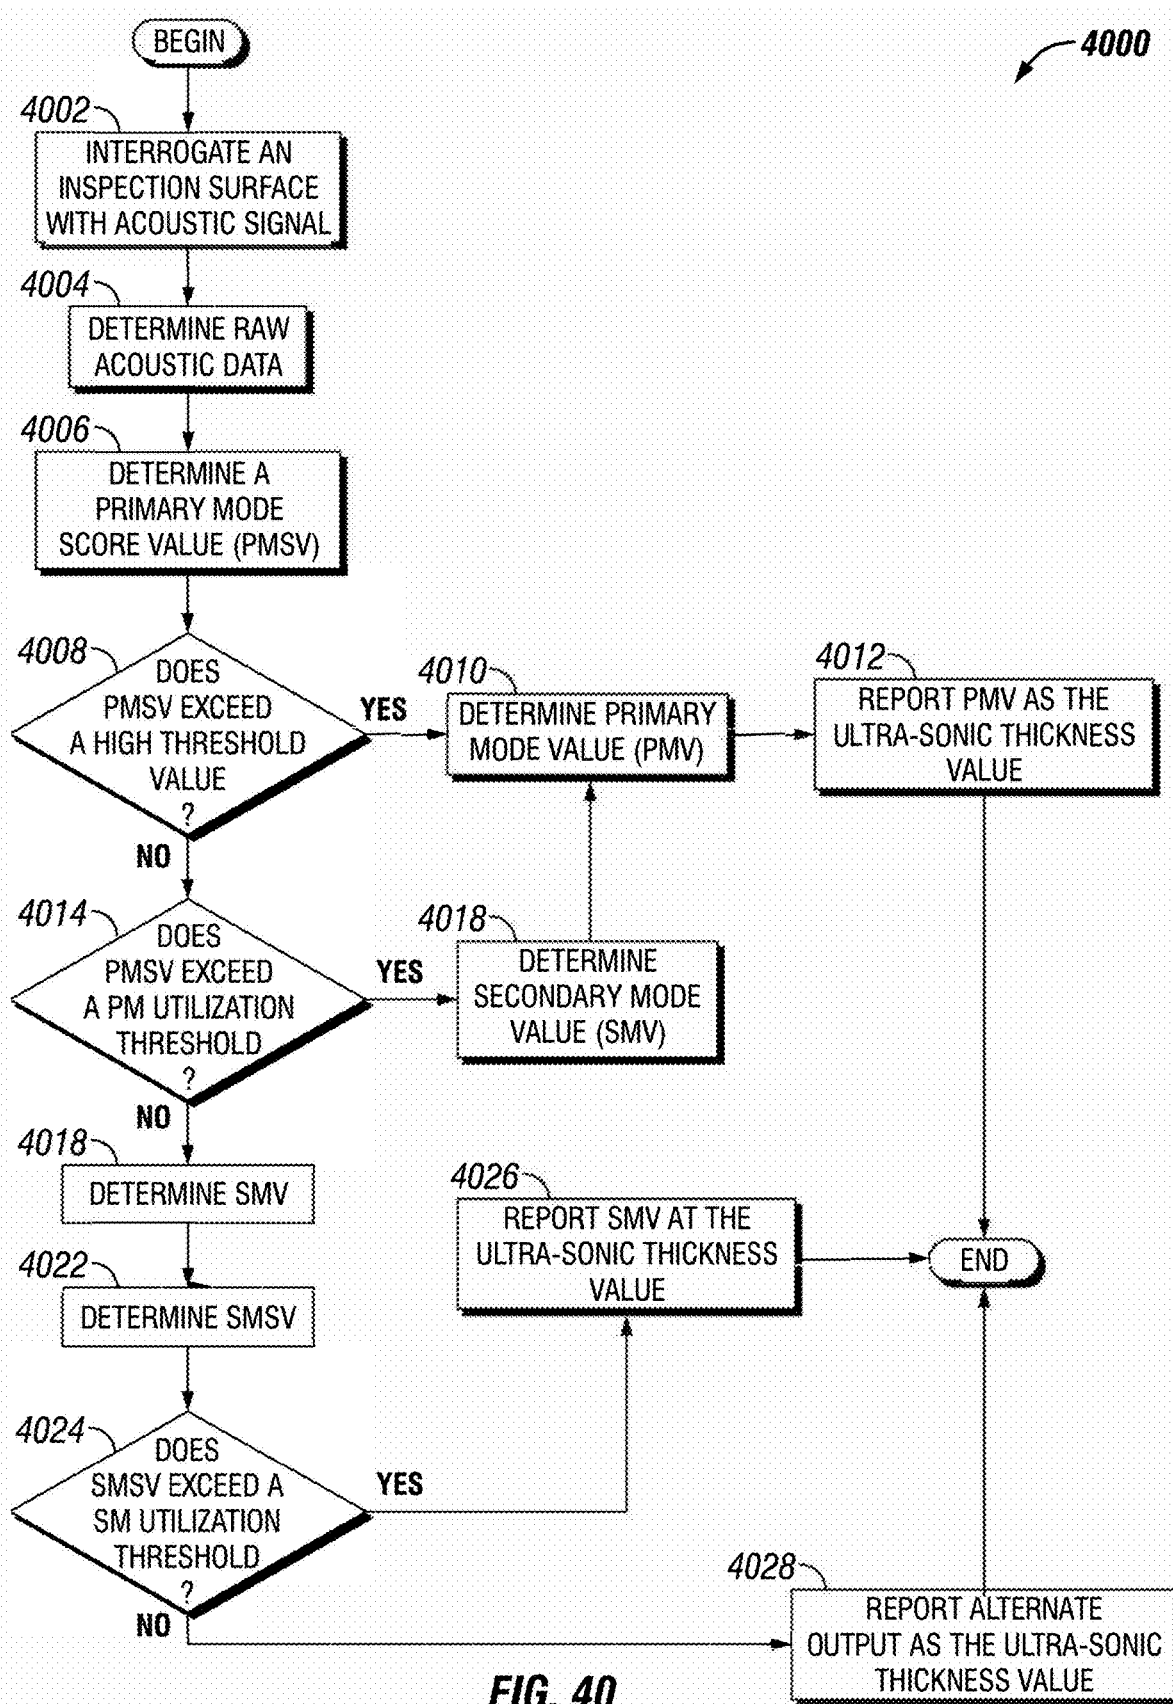 BEGIN
4000
4002
INTERROGATE AN
INSPECTION SURFACE
WITH ACOUSTIC SIGNAL
4004
DETERMINE RAW
ACOUSTIC DATA
4006
DETERMINE A
PRIMARY MODE
SCORE VALUE (PMSV)
4008
DOES
PMSV EXCEED
A HIGH THRESHOLD
VALUE
?
YES
NO
4010
DETERMINE PRIMARY
MODE VALUE (PMV)
4012
REPORT PMV AS THE
ULTRA-SONIC THICKNESS
VALUE
4014
DOES
PMSV EXCEED
A PM UTILIZATION
THRESHOLD
?
YES
NO
4018
DETERMINE
SECONDARY MODE
VALUE (SMV)
4018
DETERMINE SMV
4022
DETERMINE SMSV
4026
REPORT SMV AT THE
ULTRA-SONIC THICKNESS
VALUE
END
4024
DOES
SMSV EXCEED A
SM UTILIZATION
THRESHOLD
?
YES
NO
4028
REPORT ALTERNATE
OUTPUT AS THE ULTRA-SONIC
THICKNESS VALUE
FIG. 40